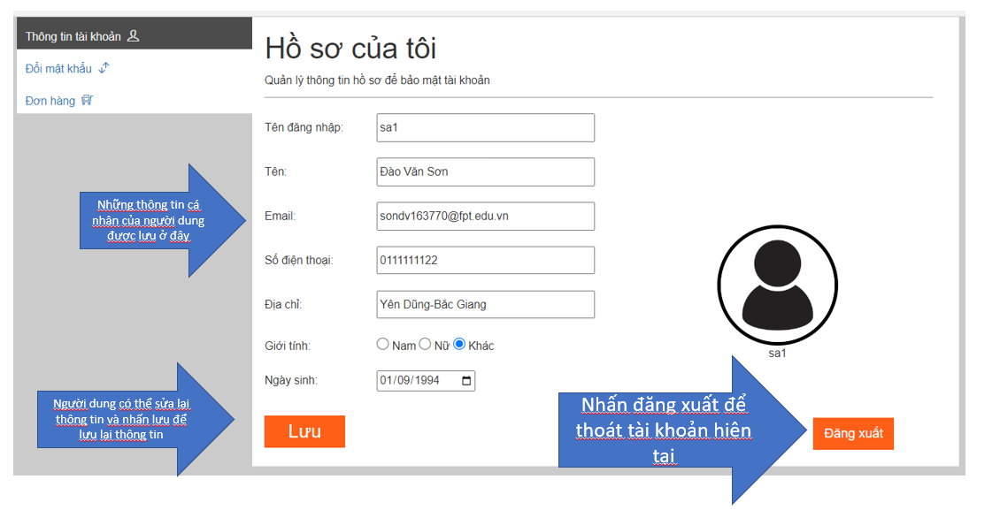 Thông tin tài khoản
Đổi mật khẩu
Đơn hàng
Hồ sơ của tôi
Quản lý thông tin hồ sơ để bảo mật tài khoản
Tên đăng nhập: sa1
Tên: Đào Văn Sơn
Email: sondv163770@fpt.edu.vn
Số điện thoại: 0111111122
Địa chỉ: Yên Dũng-Bắc Giang
Giới tính: Nam Nữ Khác
Ngày sinh: 01/09/1994
Lưu
sa1
Đăng xuất
Những thông tin cá
nhân của người dung
được lưu ở đây
Người dung có thể sửa lại
thông tin và nhấn lưu để
lưu lại thông tin
Nhấn đăng xuất để
thoát tài khoản hiện
tại